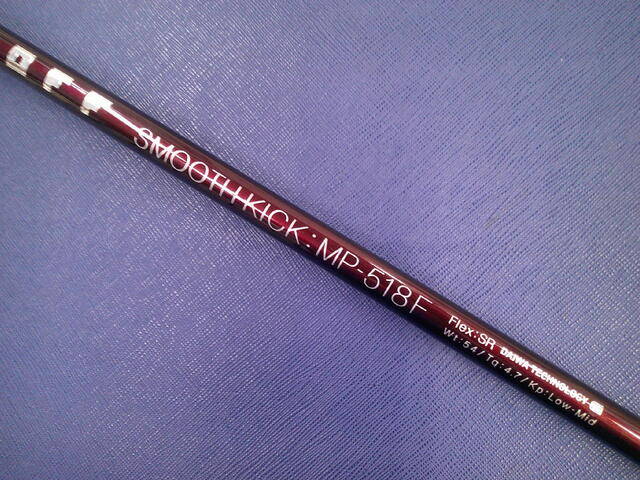 SMOOTH KICK: MP-518F
Flex:SR DAIWA TECHNOLOGY
Wt:54/Tq:4.7/Kp:Low-Mid